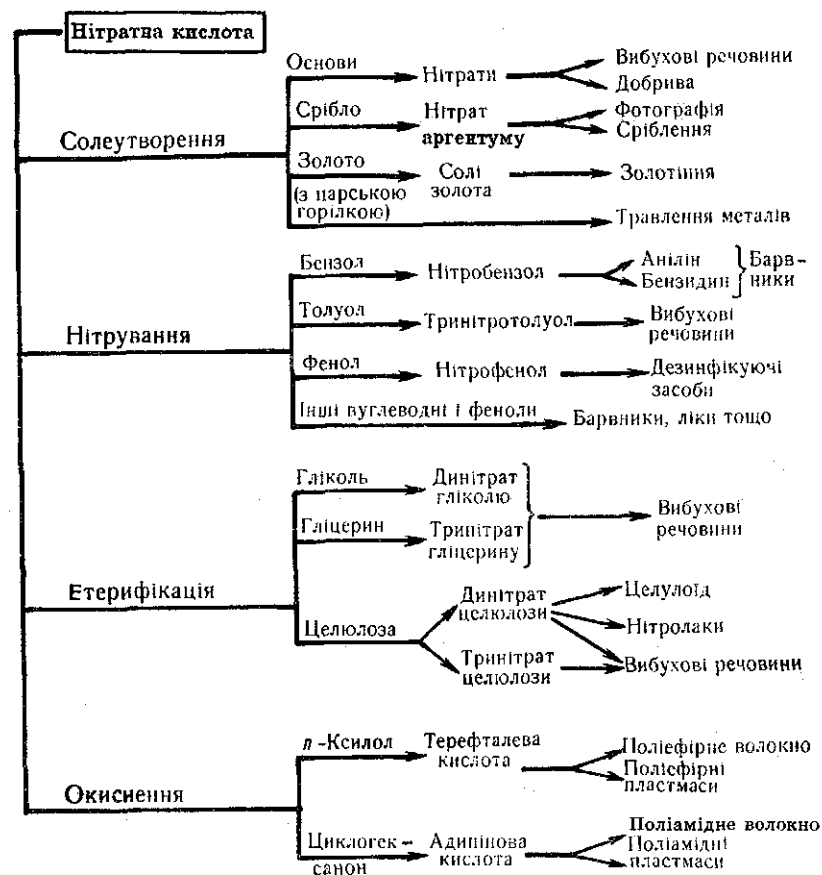 Нітратна кислота
Солеутворення
Основи
Нітрати
Вибухові речовини
Добрива
Срібло
Нітрат
аргентуму
Фотографія
Сріблення
Золото
(з царською
горілкою)
Солі
золота
Золотіння
Травлення металів
Нітрування
Бензол
Нітробензол
Анілін
Бензидин
Барв-
ники
Толуол
Тринітротолуол
Вибухові
речовини
Фенол
Нітрофенол
Дезинфікуючі
засоби
Інші вуглеводні і феноли
Барвники, ліки тощо
Етерифікація
Гліколь
Динітрат
гліколю
Гліцерин
Тринітрат
гліцерину
Вибухові
речовини
Целюлоза
Динітрат
целюлози
Целулоїд
Нітролаки
Тринітрат
целюлози
Вибухові речовини
Окиснення
п-Ксилол
Терефталева
кислота
Поліефірне волокно
Поліефірні
пластмаси
Циклогек-
санон
Адипінова
кислота
Поліамідне волокно
Поліамідні
пластмаси